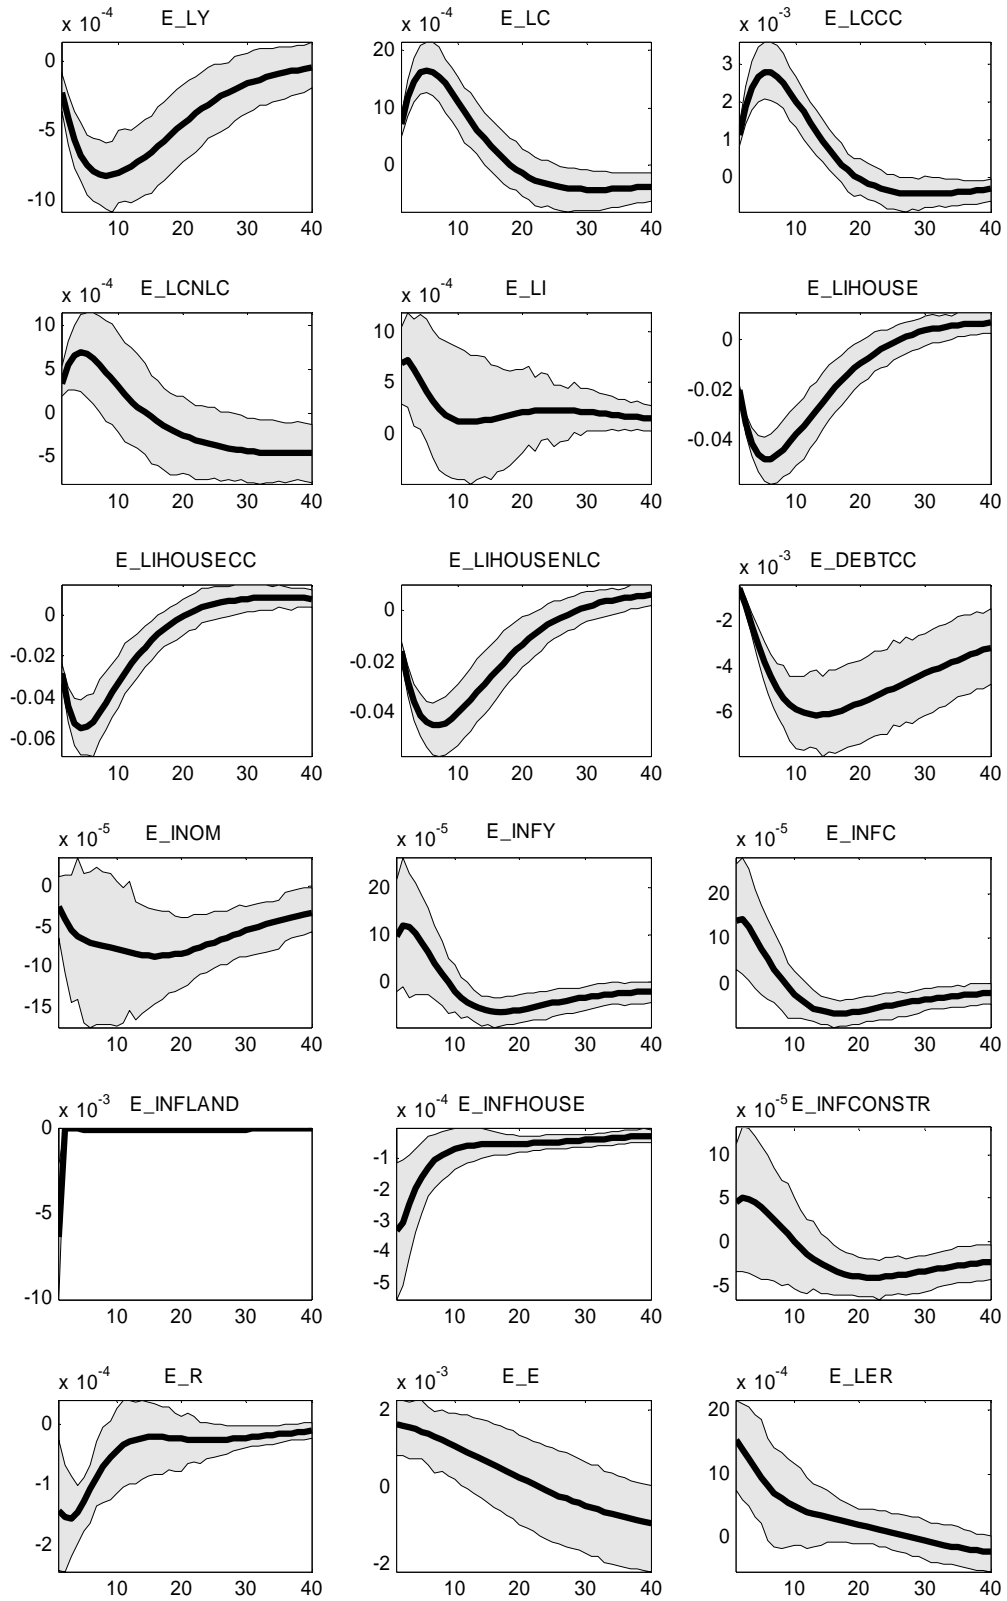 x 10^-4 E_LY
0
-5
-10
10 20 30 40
x 10^-4 E_LC
20
10
0
10 20 30 40
x 10^-3 E_LCCC
3
2
1
0
10 20 30 40
x 10^-4 E_LCNLC
10
5
0
-5
10 20 30 40
x 10^-4 E_LI
10
5
0
10 20 30 40
E_LIHOUSE
0
-0.02
-0.04
10 20 30 40
E_LIHOUSECC
0
-0.02
-0.04
-0.06
10 20 30 40
E_LIHOUSENLC
0
-0.02
-0.04
10 20 30 40
x 10^-3 E_DEBTCC
-2
-4
-6
10 20 30 40
x 10^-5 E_INOM
0
-5
-10
-15
10 20 30 40
x 10^-5 E_INFY
20
10
0
10 20 30 40
x 10^-5 E_INFC
20
10
0
10 20 30 40
x 10^-3 E_INFLAND
0
-5
-10
10 20 30 40
x 10^-4 E_INFHOUSE
-1
-2
-3
-4
-5
10 20 30 40
x 10^-5 E_INFCONSTR
10
5
0
-5
10 20 30 40
x 10^-4 E_R
0
-1
-2
10 20 30 40
x 10^-3 E_E
2
0
-2
10 20 30 40
x 10^-4 E_LER
20
10
0
10 20 30 40